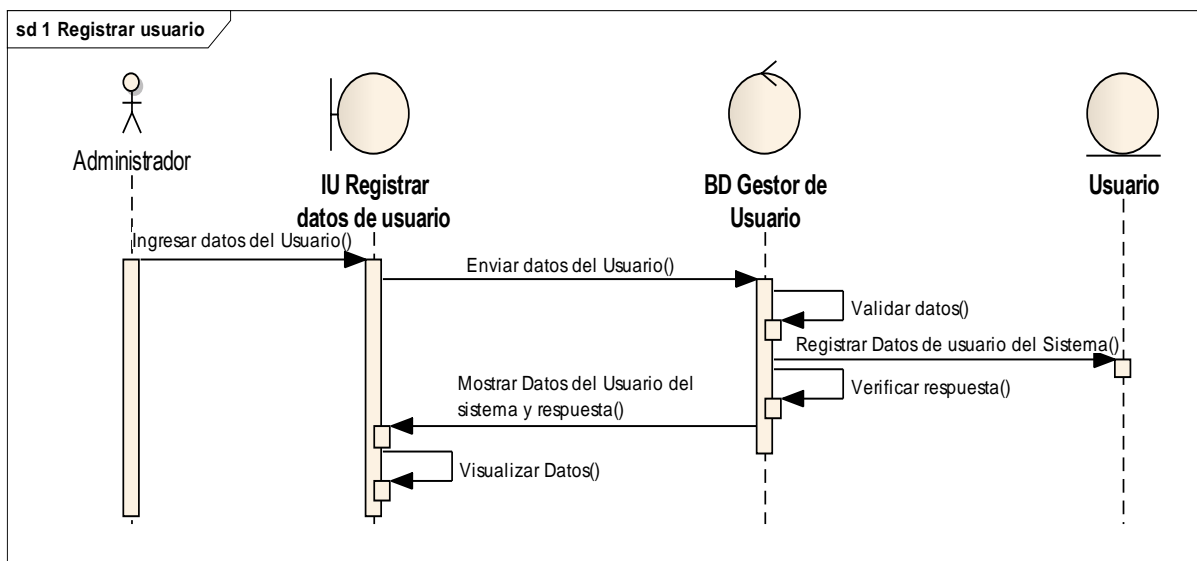 sd 1 Registrar usuario
Administrador
IU Registrar
datos de usuario
BD Gestor de
Usuario
Usuario
Ingresar datos del Usuario()
Enviar datos del Usuario()
Validar datos()
Registrar Datos de usuario del Sistema()
Verificar respuesta()
Mostrar Datos del Usuario del
sistema y respuesta()
Visualizar Datos()